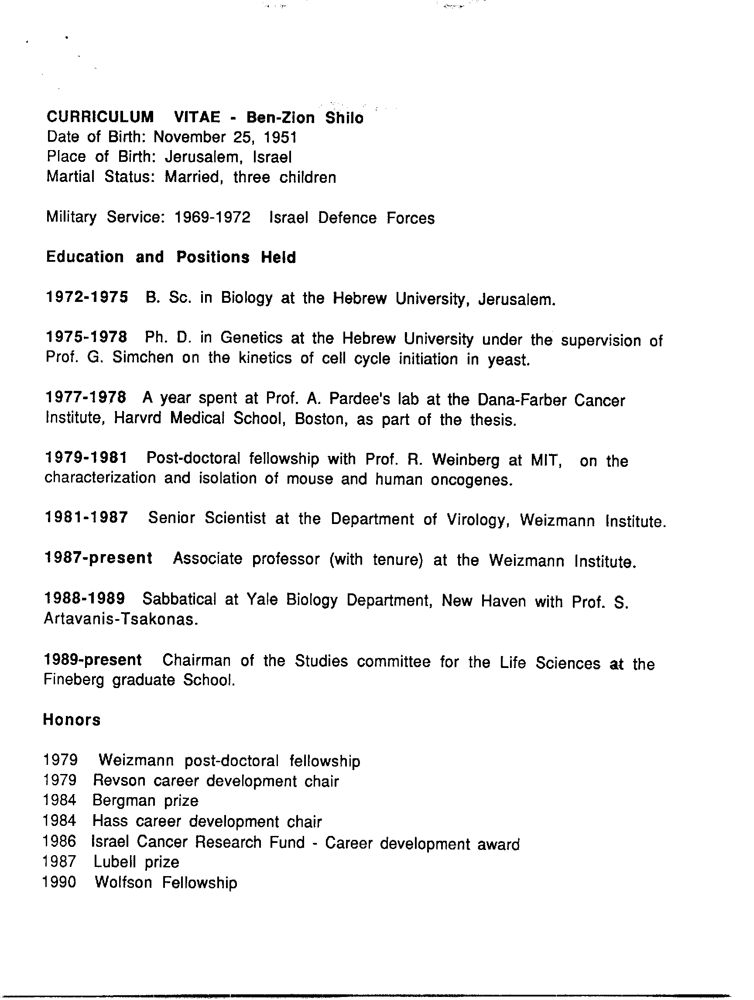 CURRICULUM VITAE - Ben-Zion Shilo
Date of Birth: November 25, 1951
Place of Birth: Jerusalem, Israel
Martial Status: Married, three children
Military Service: 1969-1972 Israel Defence Forces
Education and Positions Held
1972-1975 B. Sc. in Biology at the Hebrew University, Jerusalem.
1975-1978 Ph. D. in Genetics at the Hebrew University under the supervision of
Prof. G. Simchen on the kinetics of cell cycle initiation in yeast.
1977-1978 A year spent at Prof. A. Pardee's lab at the Dana-Farber Cancer
Institute, Harvrd Medical School, Boston, as part of the thesis.
1979-1981 Post-doctoral fellowship with Prof. R. Weinberg at MIT, on the
characterization and isolation of mouse and human oncogenes.
1981-1987 Senior Scientist at the Department of Virology, Weizmann Institute.
1987-present Associate professor (with tenure) at the Weizmann Institute.
1988-1989 Sabbatical at Yale Biology Department, New Haven with Prof. S.
Artavanis-Tsakonas.
1989-present Chairman of the Studies committee for the Life Sciences at the
Fineberg graduate School.
Honors
1979 Weizmann post-doctoral fellowship
1979 Revson career development chair
1984 Bergman prize
1984 Hass career development chair
1986 Israel Cancer Research Fund - Career development award
1987 Lubell prize
1990 Wolfson Fellowship